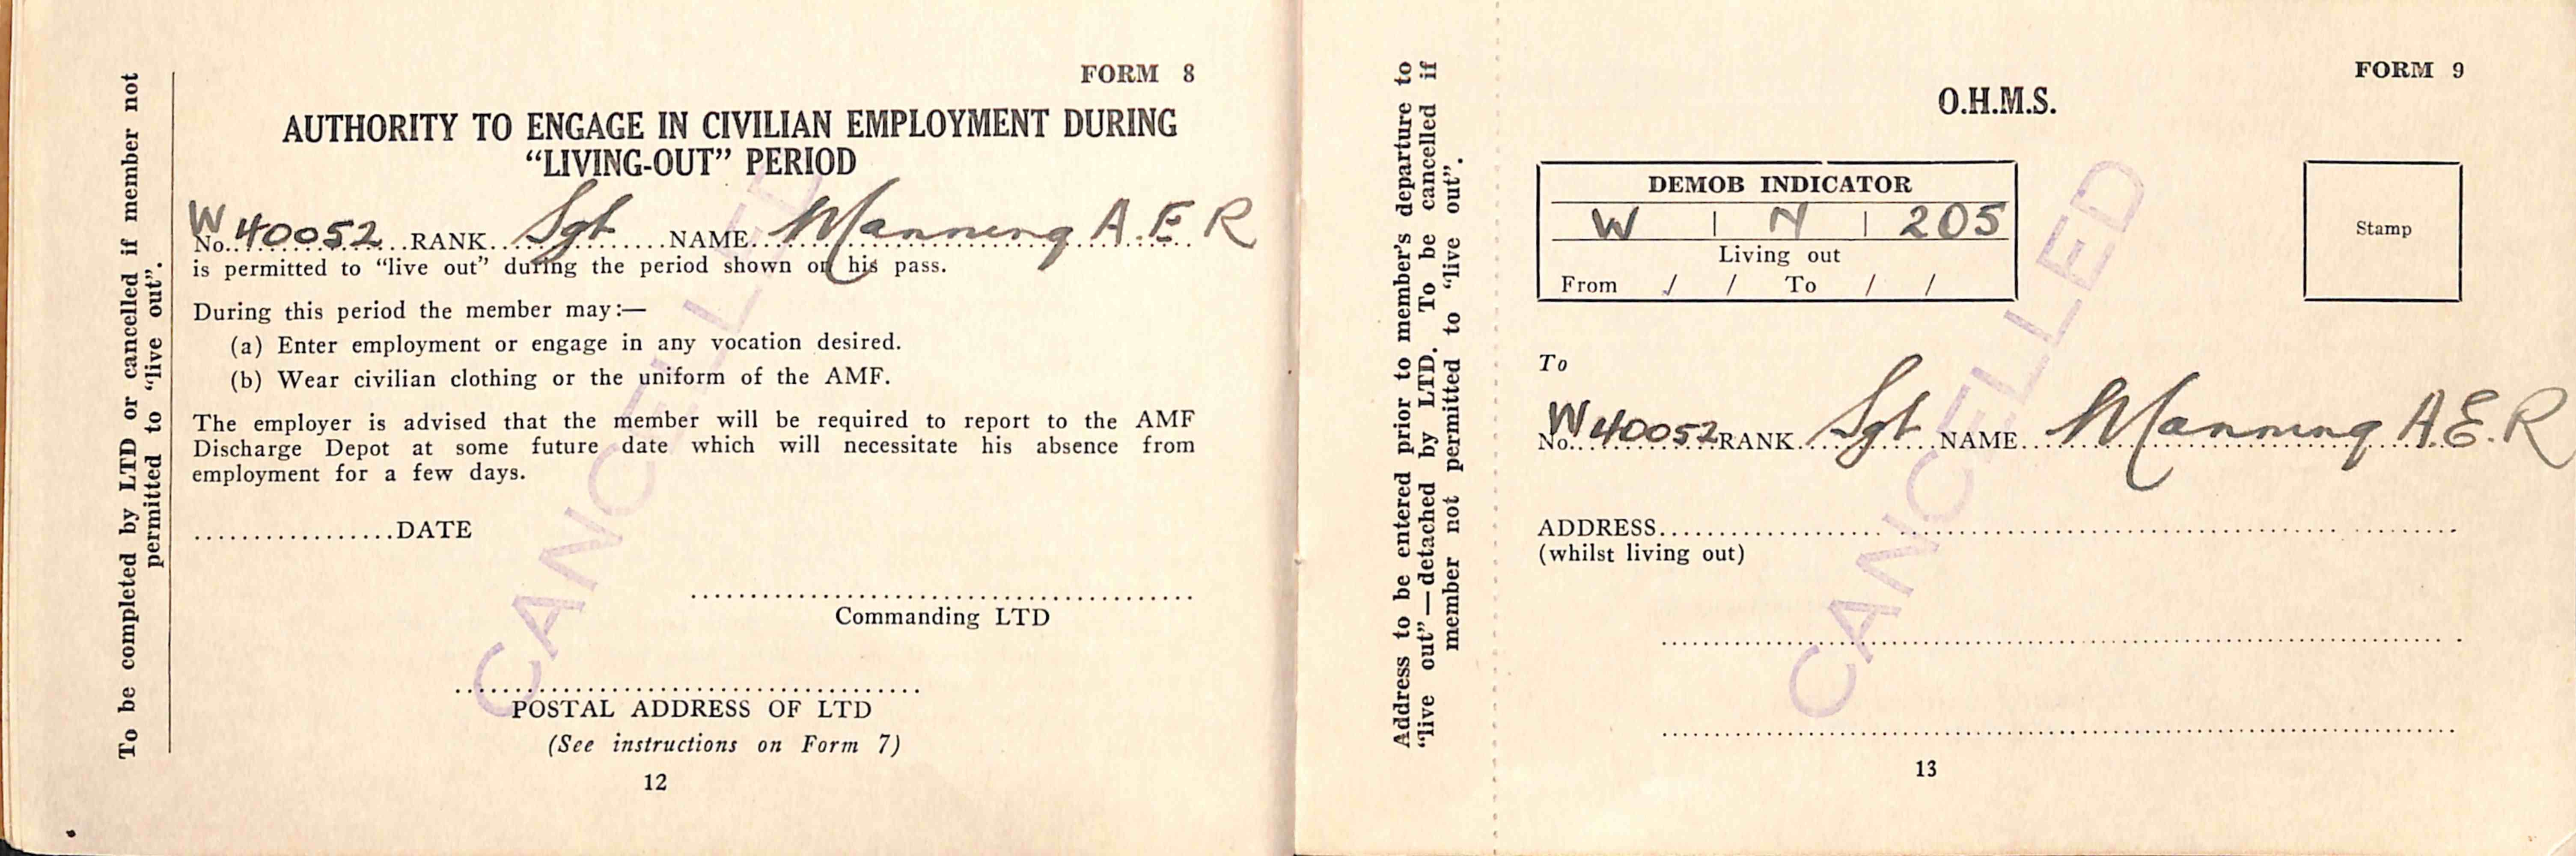 To be completed by LTD or cancelled if member not
permitted to “live out”.
FORM 8
AUTHORITY TO ENGAGE IN CIVILIAN EMPLOYMENT DURING
“LIVING-OUT” PERIOD
No. W40052 RANK Sgt NAME Manning A.E.R
is permitted to “live out” during the period shown on his pass.
During this period the member may:—
(a) Enter employment or engage in any vocation desired.
(b) Wear civilian clothing or the uniform of the AMF.
The employer is advised that the member will be required to report to the AMF
Discharge Depot at some future date which will necessitate his absence from
employment for a few days.
..................DATE
Commanding LTD
POSTAL ADDRESS OF LTD
(See instructions on Form 7)
12
CANCELLED
Address to be entered prior to member’s departure to
“live out”—detached by LTD. To be cancelled if
member not permitted to “live out”.
FORM 9
O.H.M.S.
DEMOB INDICATOR
W | N | 205
Living out
From / / To / /
Stamp
To
No. W40052 RANK Sgt NAME Manning A.E.R
ADDRESS
(whilst living out)
13
CANCELLED